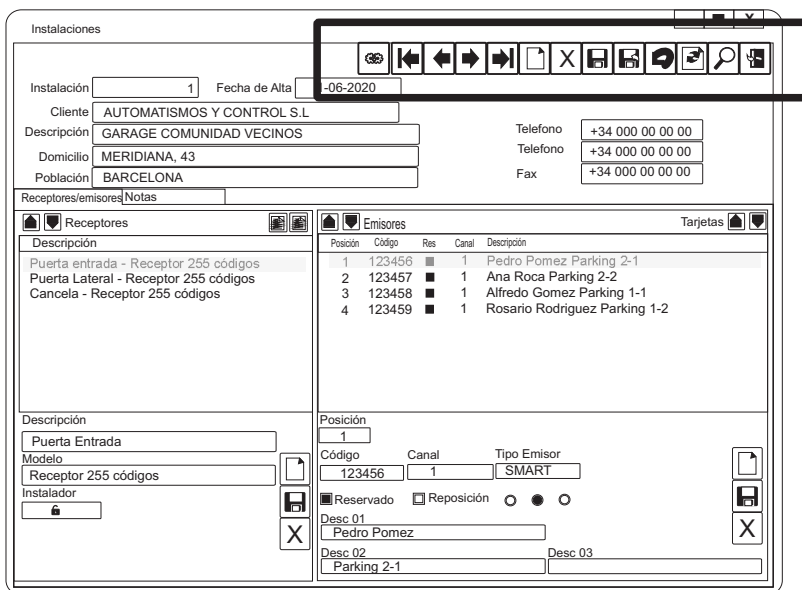 Instalaciones
X
X
Instalación 1 Fecha de Alta 1-06-2020
Cliente AUTOMATISMOS Y CONTROL S.L
Descripción GARAGE COMUNIDAD VECINOS
Telefono +34 000 00 00 00
Domicilio MERIDIANA, 43
Telefono +34 000 00 00 00
Población BARCELONA
Fax +34 000 00 00 00
Receptores/emisores Notas
Receptores
Descripción
Puerta entrada - Receptor 255 códigos
Puerta Lateral - Receptor 255 códigos
Cancela - Receptor 255 códigos
Emisores Tarjetas
Posición Código Res Canal Descripción
1 123456 1 Pedro Pomez Parking 2-1
2 123457 1 Ana Roca Parking 2-2
3 123458 1 Alfredo Gomez Parking 1-1
4 123459 1 Rosario Rodriguez Parking 1-2
Descripción
Puerta Entrada
Modelo
Receptor 255 códigos
Instalador
X
Posición
1
Código Canal Tipo Emisor
123456 1 SMART
Reservado Reposición
Desc 01
Pedro Pomez
X
Desc 02 Desc 03
Parking 2-1